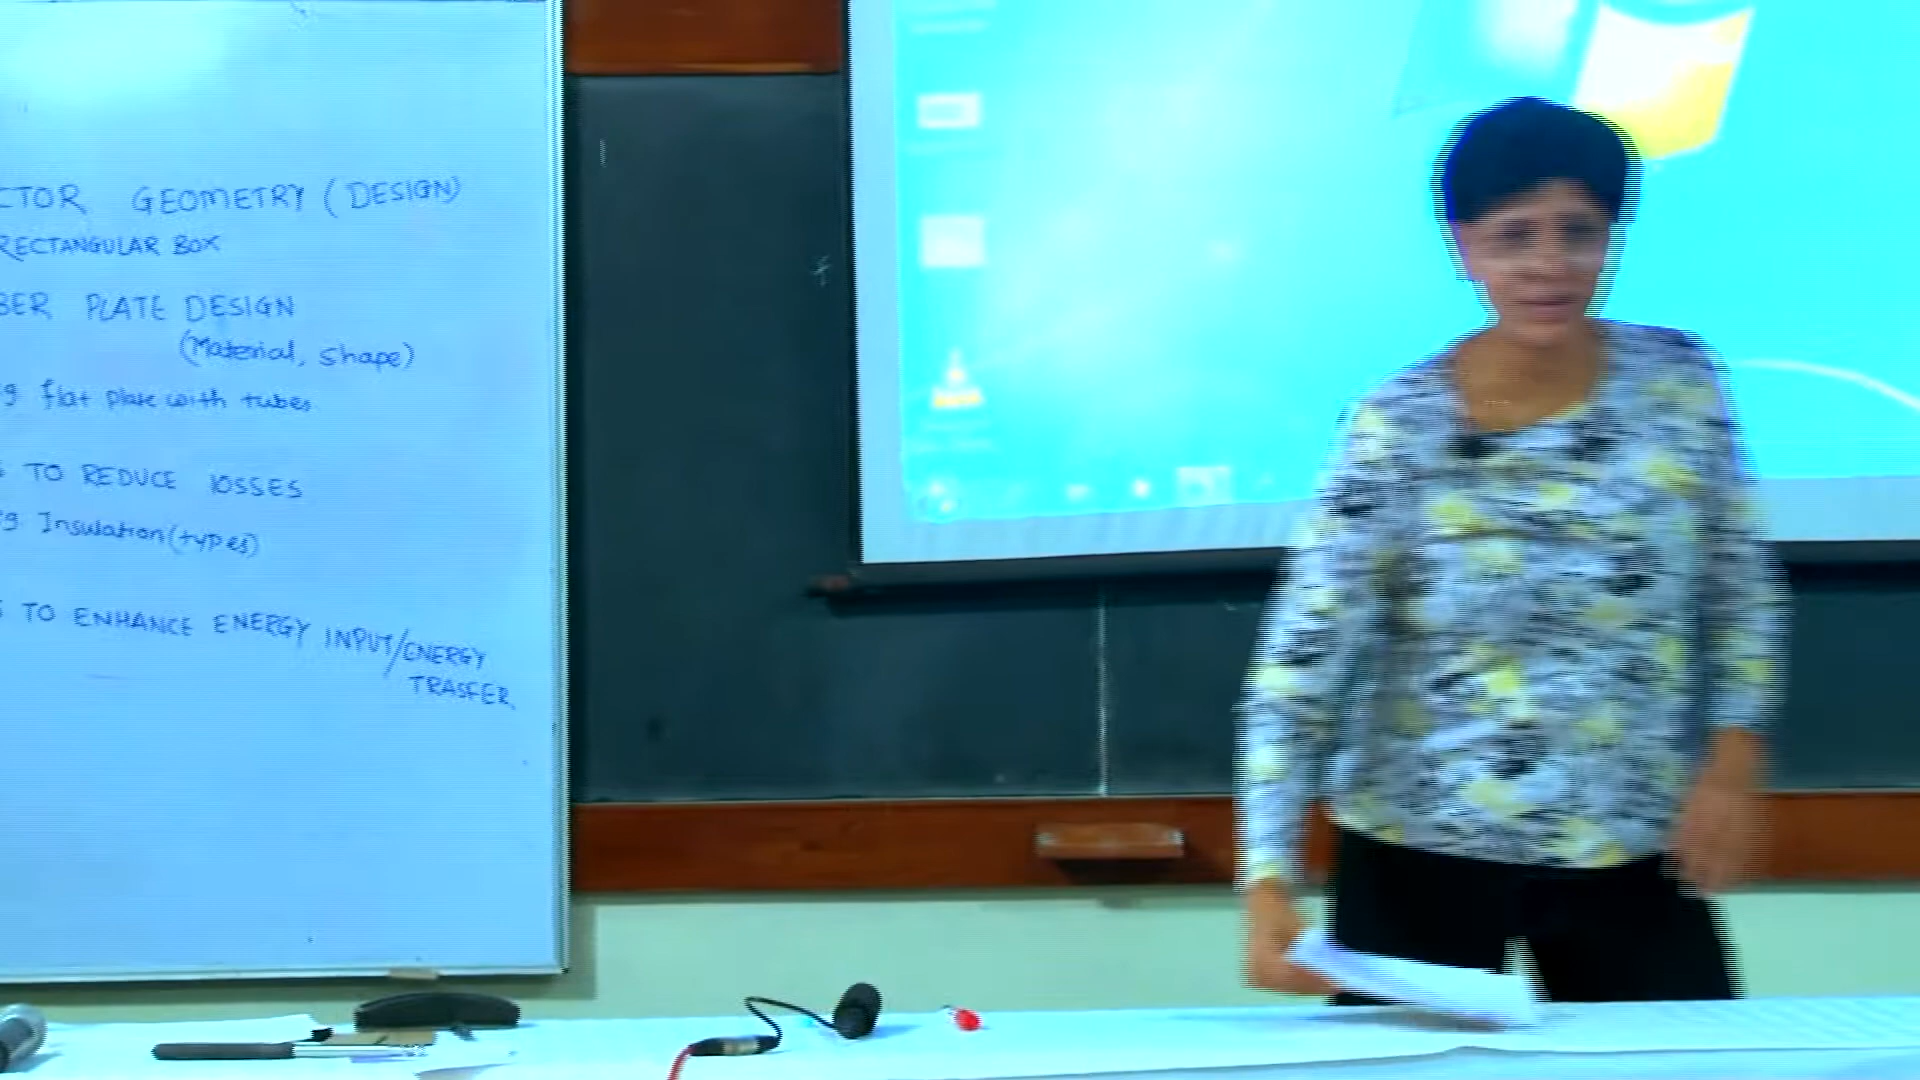 CTOR GEOMETRY (DESIGN)
RECTANGULAR BOX
BER PLATE DESIGN
(Material, shape)
g flat plate with tubes
S TO REDUCE LOSSES
g. Insulation (types)
S TO ENHANCE ENERGY INPUT/ENERGY
TRASFER.